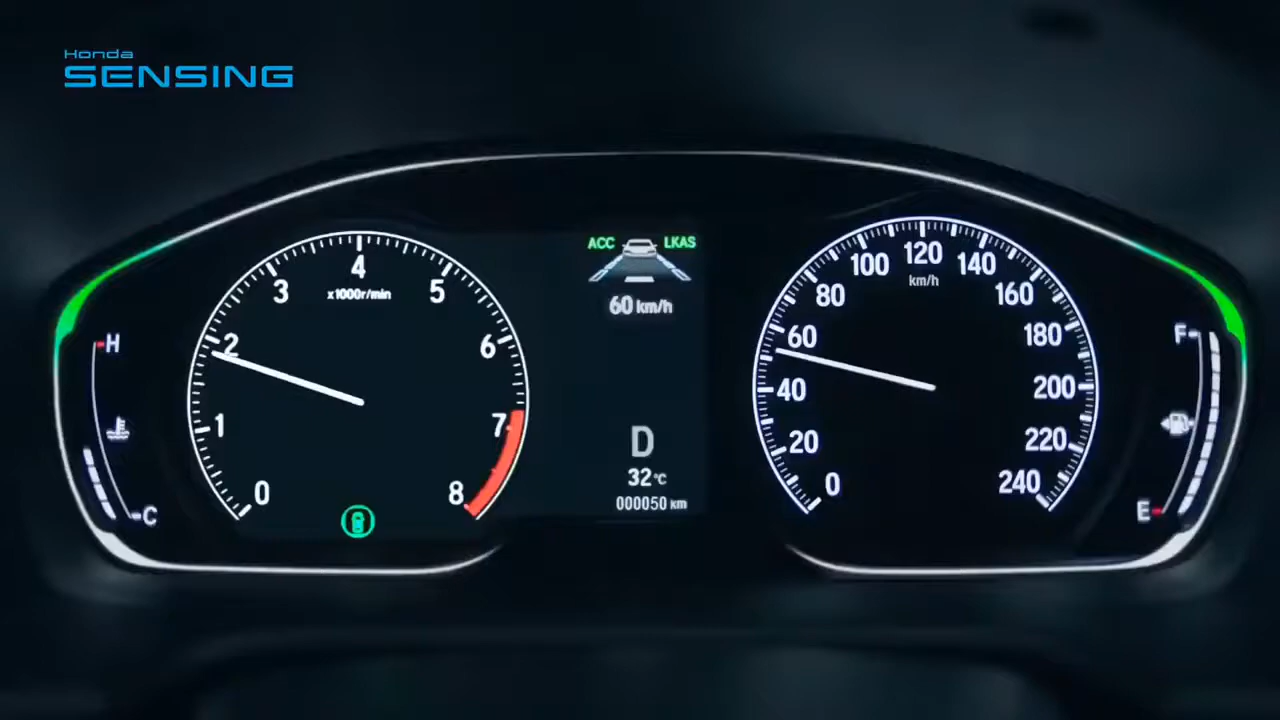 Honda
SENSING
ACC LKAS
60 km/h
0 1 2 3 4 5 6 7 8
x1000r/min
0 20 40 60 80 100 120 140 160 180 200 220 240
km/h
H
C
F
E
D
32°C
000050 km